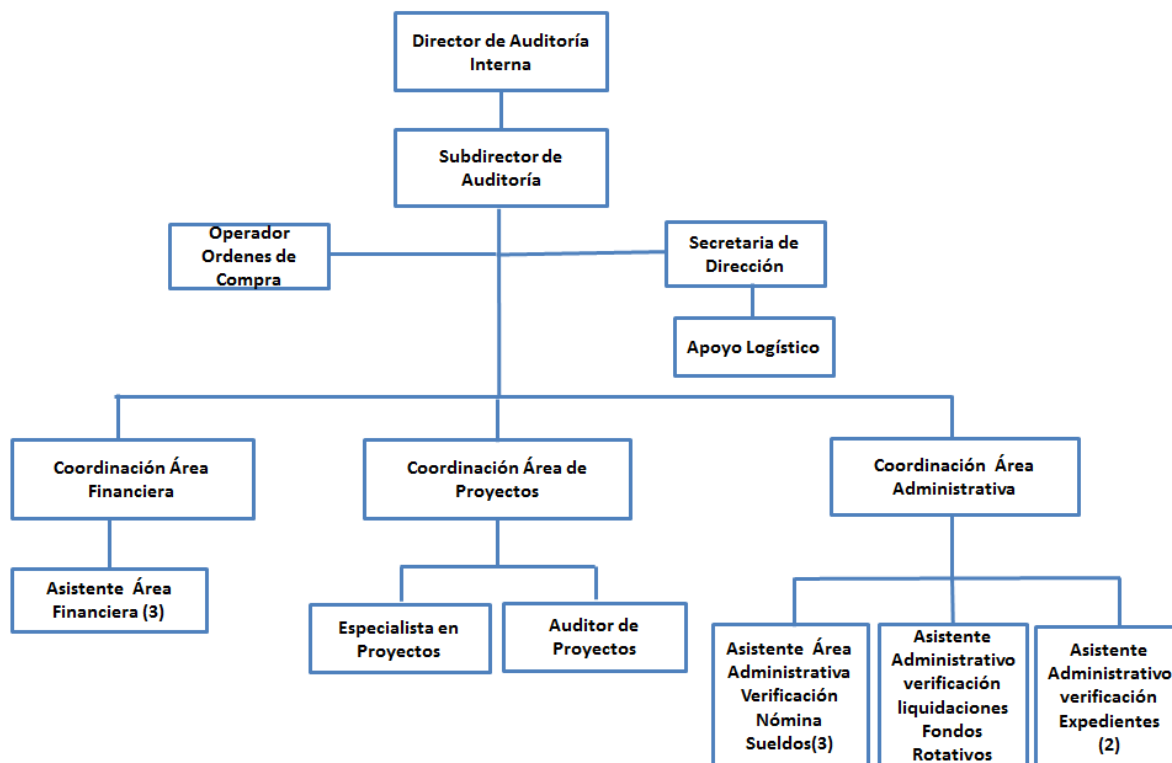 Director de Auditoría
Interna
Subdirector de
Auditoría
Operador
Ordenes de
Compra
Secretaria de
Dirección
Apoyo Logístico
Coordinación Área
Financiera
Coordinación Área de
Proyectos
Coordinación Área
Administrativa
Asistente Área
Financiera (3)
Especialista en
Proyectos
Auditor de
Proyectos
Asistente Área
Administrativa
Verificación
Nómina
Sueldos(3)
Asistente
Administrativo
verificación
liquidaciones
Fondos
Rotativos
Asistente
Administrativo
verificación
Expedientes
(2)